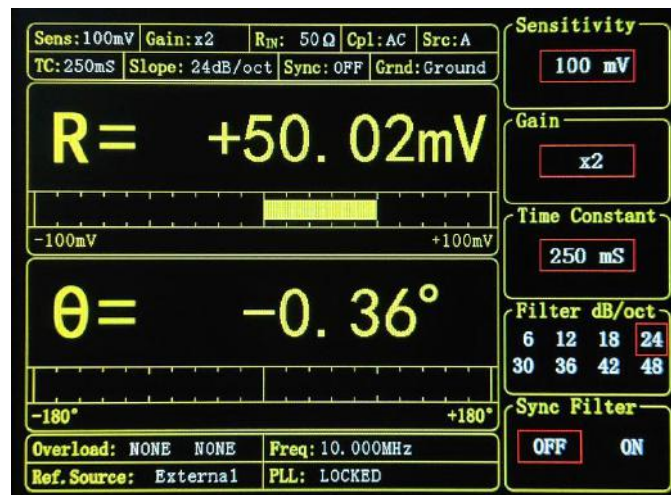 Sens:100mV Gain:x2 RIN: 50Ω Cpl:AC Src:A
TC:250mS Slope: 24dB/oct Sync:OFF Grnd:Ground
R= +50.02mV
-100mV +100mV
θ= -0.36°
-180° +180°
Overload: NONE NONE Freq:10.000MHz
Ref.Source: External PLL: LOCKED
Sensitivity
100 mV
Gain
x2
Time Constant
250 mS
Filter dB/oct
6 12 18 24
30 36 42 48
Sync Filter
OFF ON